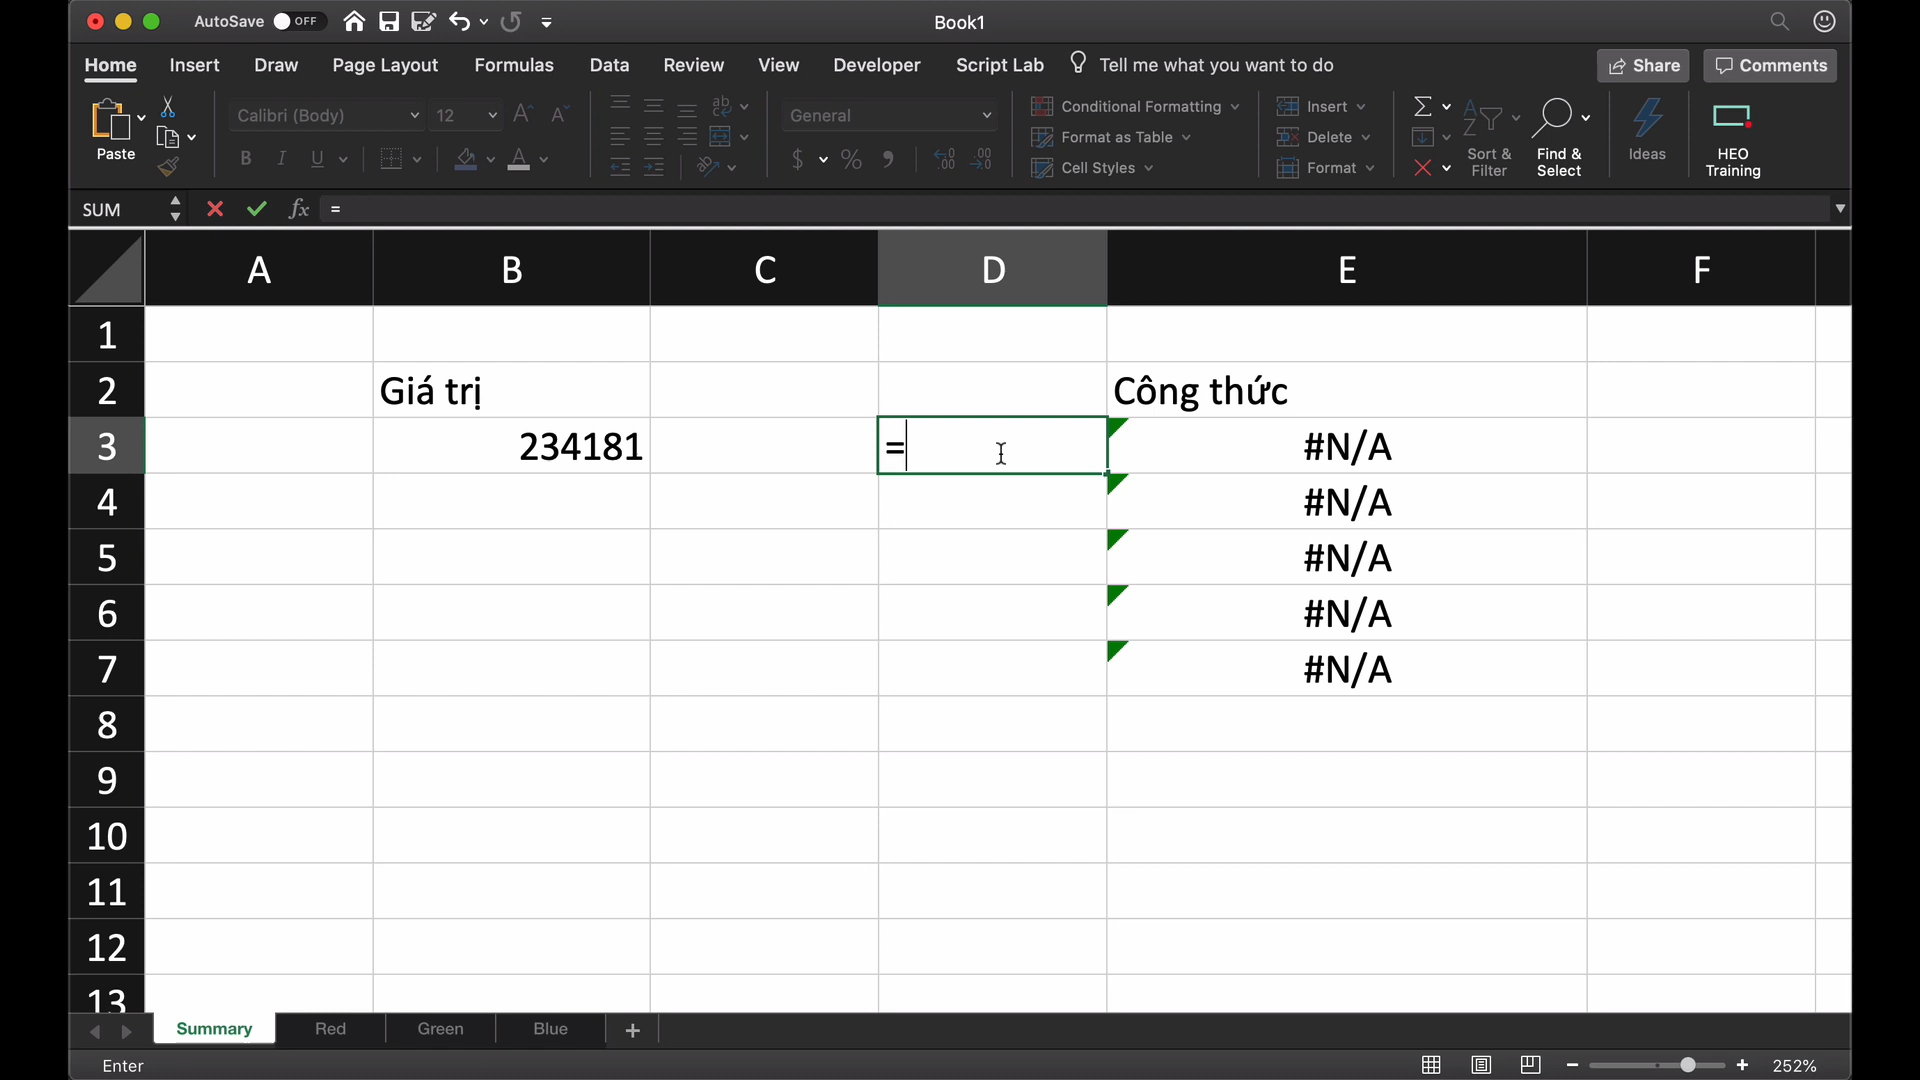 AutoSave OFF Book1
Home Insert Draw Page Layout Formulas Data Review View Developer Script Lab Tell me what you want to do Share Comments
Paste
Calibri (Body) 12
B I U A
ab
General
$ % 9
Conditional Formatting
Format as Table
Cell Styles
Insert
Delete
Format
Sort & Filter
Find & Select
Ideas
HEO Training
SUM fx =
A B C D E F
1
2 Giá trị Công thức
3 234181 = #N/A
4 #N/A
5 #N/A
6 #N/A
7 #N/A
8
9
10
11
12
13
Summary Red Green Blue +
Enter 252%